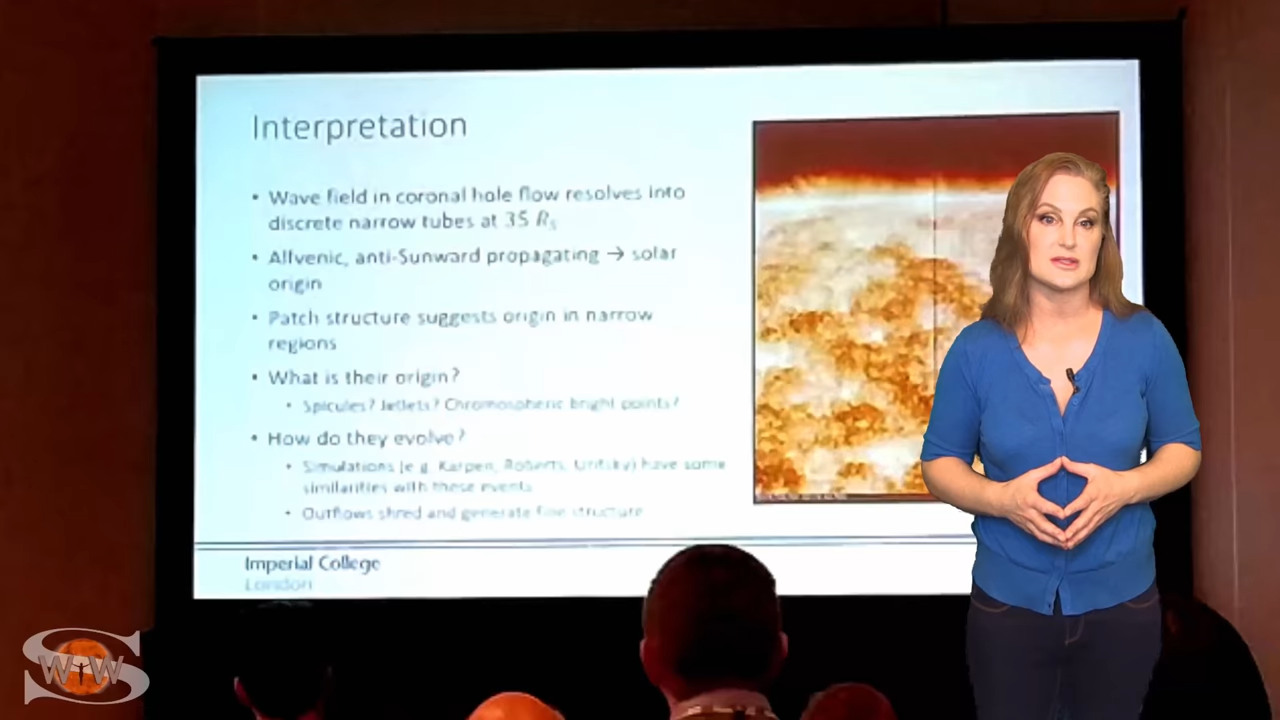 Interpretation
• Wave field in coronal hole flow resolves into
discrete narrow tubes at 35 Rs
• Alfvenic, anti-Sunward propagating → solar
origin
• Patch structure suggests origin in narrow
regions
• What is their origin?
• Spicules? Jetlets? Chromospheric bright points?
• How do they evolve?
• Simulations (e.g. Karpen, Roberts, Uritsky) have some
similarities with these events
• Outflows shred and generate fine structure
Imperial College
London
S
WTW